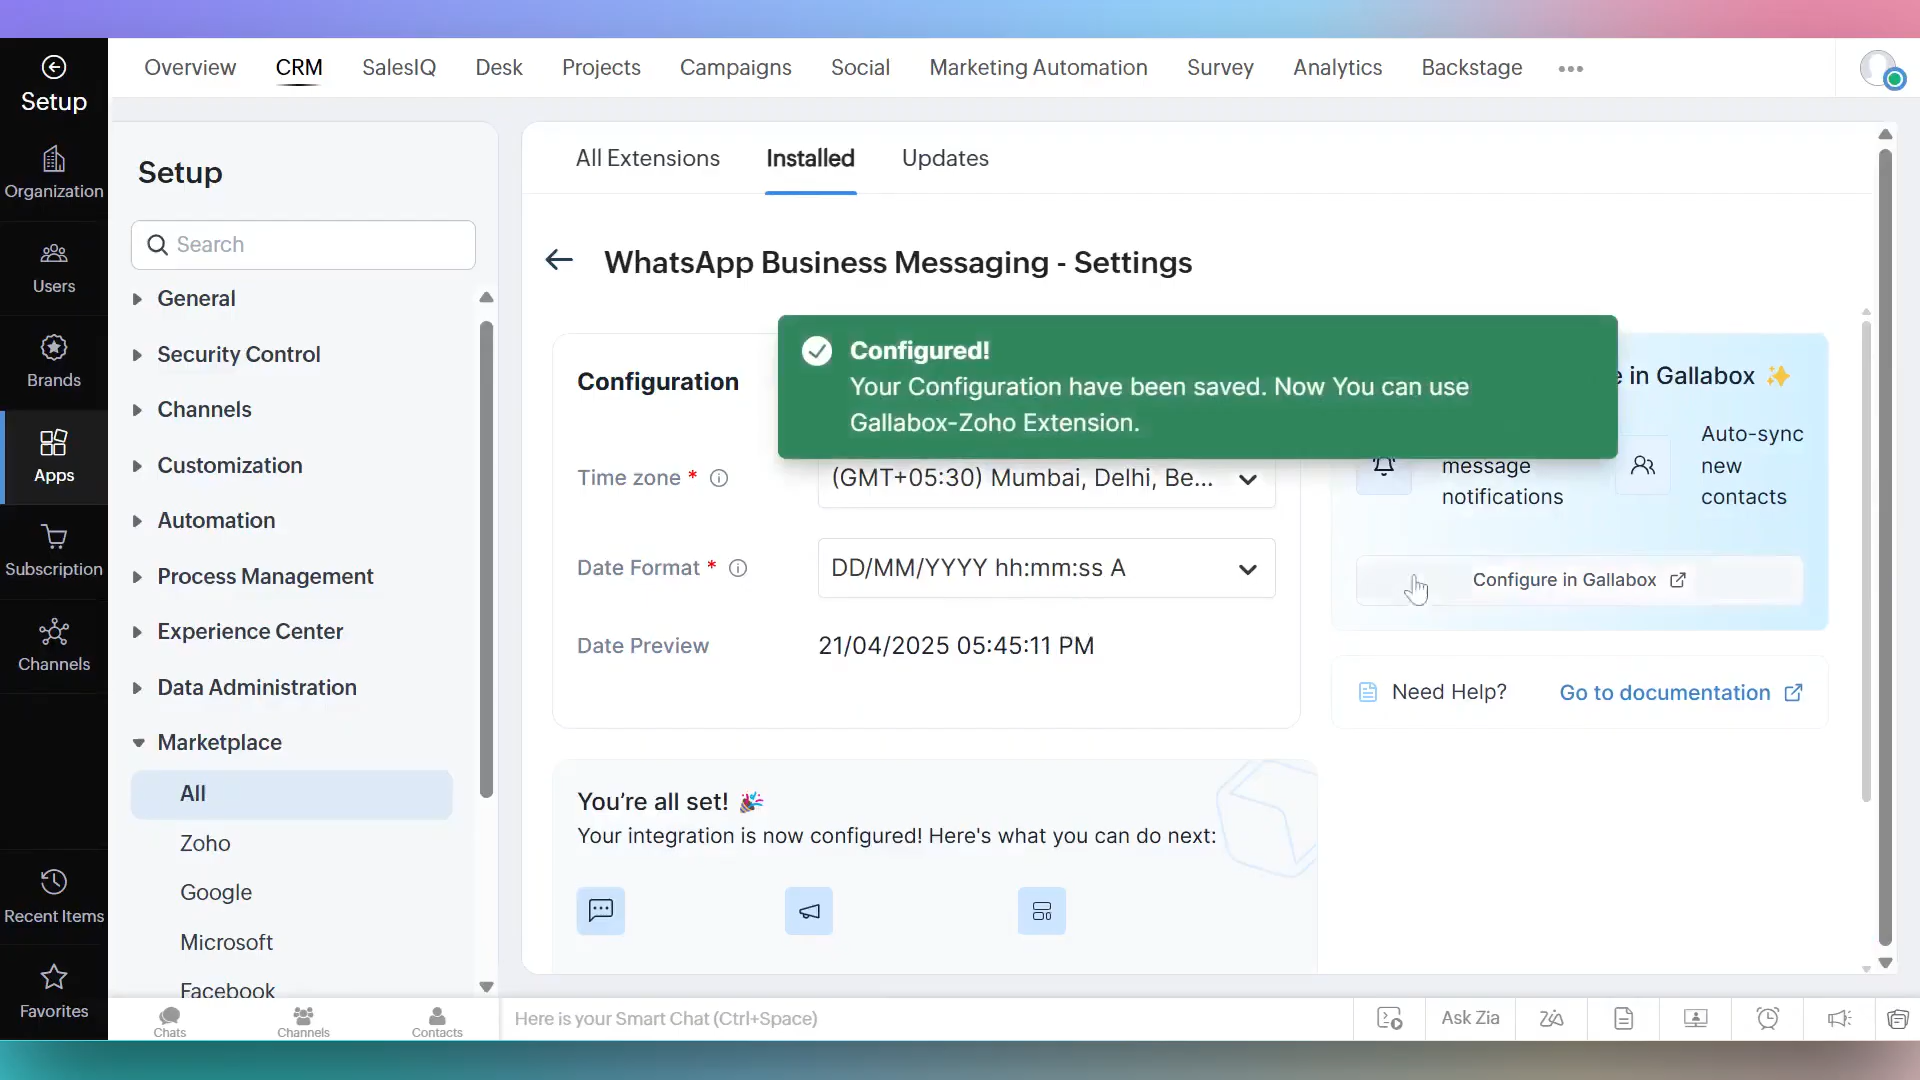 Setup
Organization
Users
Brands
Apps
Subscription
Channels
Recent Items
Favorites
Overview CRM SalesIQ Desk Projects Campaigns Social Marketing Automation Survey Analytics Backstage
Setup
Search
General
Security Control
Channels
Customization
Automation
Process Management
Experience Center
Data Administration
Marketplace
All
Zoho
Google
Microsoft
Facebook
All Extensions Installed Updates
WhatsApp Business Messaging - Settings
Configured!
Your Configuration have been saved. Now You can use
Gallabox-Zoho Extension.
Configuration
Time zone * (GMT+05:30) Mumbai, Delhi, Be...
Date Format * DD/MM/YYYY hh:mm:ss A
Date Preview 21/04/2025 05:45:11 PM
in Gallabox
message
notifications
Auto-sync
new
contacts
Configure in Gallabox
Need Help? Go to documentation
You’re all set!
Your integration is now configured! Here's what you can do next:
Chats Channels Contacts
Here is your Smart Chat (Ctrl+Space)
Ask Zia